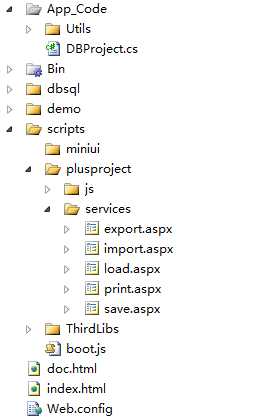 App_Code
Utils
DBProject.cs
Bin
dbsql
demo
scripts
miniui
plusproject
js
services
export.aspx
import.aspx
load.aspx
print.aspx
save.aspx
ThirdLibs
boot.js
doc.html
index.html
Web.config